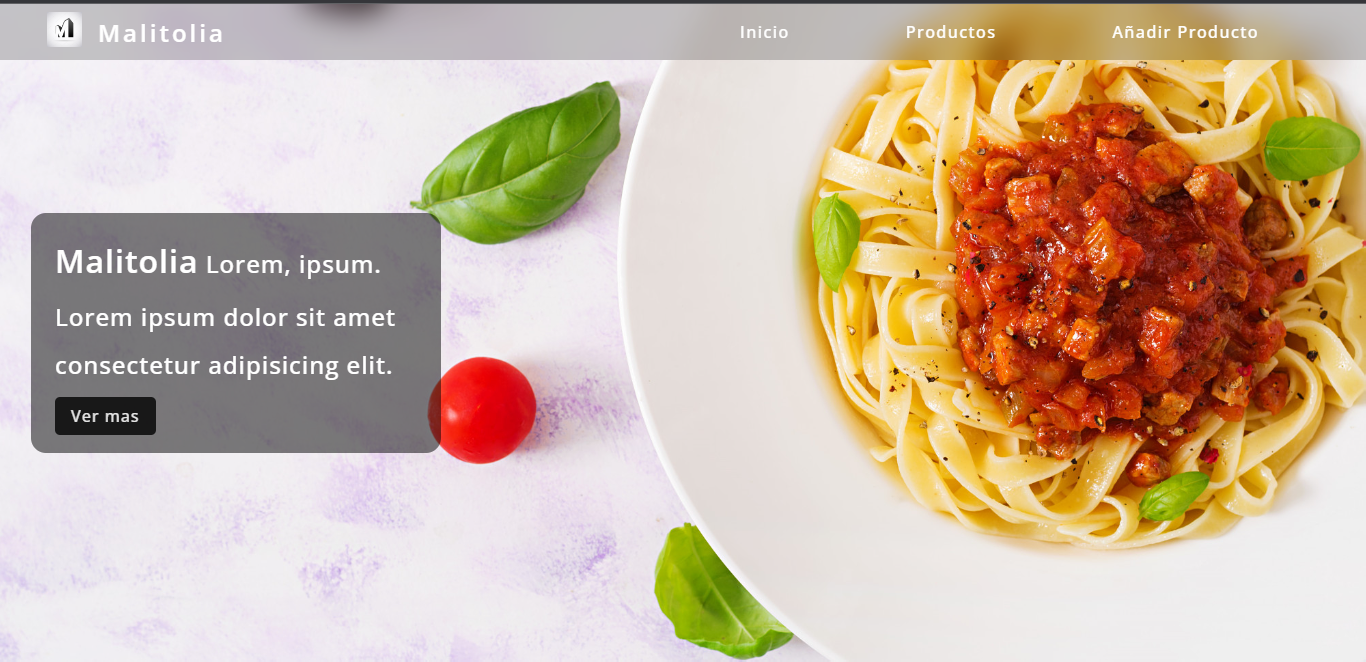 Malitolia
Inicio Productos Añadir Producto
Malitolia Lorem, ipsum.
Lorem ipsum dolor sit amet
consectetur adipisicing elit.
Ver mas